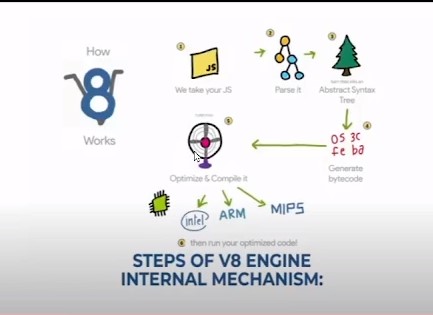 How
Works
1
JS
We take your JS
2
Parse it
3
Abstract Syntax
Tree
4
05 3c
fe ba
Generate
bytecode
5
Optimize & Compile it
intel
ARM
MIPS
6 then run your optimized code!
STEPS OF V8 ENGINE
INTERNAL MECHANISM: